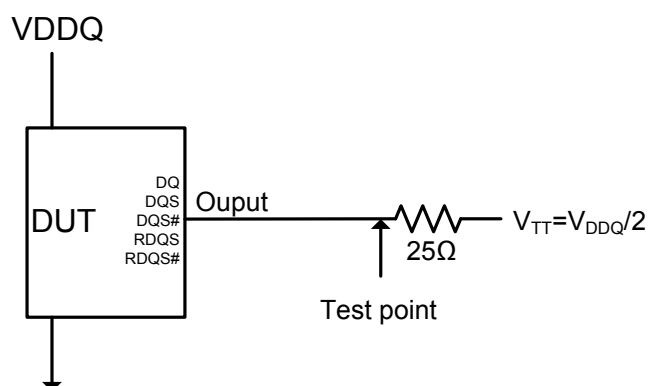 VDDQ
DUT
DQ
DQS
DQS#
RDQS
RDQS#
Ouput
25Ω
V_TT=V_DDQ/2
Test point